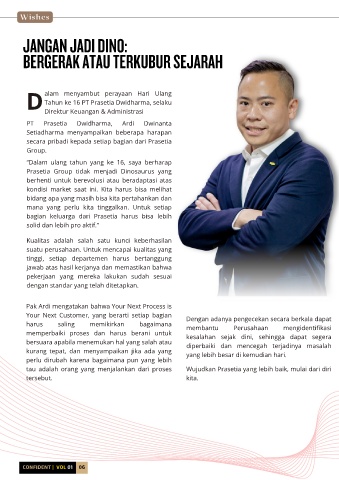 Wishes
JANGAN JADI DINO:
BERGERAK ATAU TERKUBUR SEJARAH
Dalam menyambut perayaan Hari Ulang
Tahun ke 16 PT Prasetia Dwidharma, selaku
Direktur Keuangan & Administrasi
PT Prasetia Dwidharma, Ardi Dwinanta
Setiadharma menyampaikan beberapa harapan
secara pribadi kepada setiap bagian dari Prasetia
Group.
"Dalam ulang tahun yang ke 16, saya berharap
Prasetia Group tidak menjadi Dinosaurus yang
berhenti untuk berevolusi atau beradaptasi atas
kondisi market saat ini. Kita harus bisa melihat
bidang apa yang masih bisa kita pertahankan dan
mana yang perlu kita tinggalkan. Untuk setiap
bagian keluarga dari Prasetia harus bisa lebih
solid dan lebih pro aktif."
Kualitas adalah salah satu kunci keberhasilan
suatu perusahaan. Untuk mencapai kualitas yang
tinggi, setiap departemen harus bertanggung
jawab atas hasil kerjanya dan memastikan bahwa
pekerjaan yang mereka lakukan sudah sesuai
dengan standar yang telah ditetapkan.
Pak Ardi mengatakan bahwa Your Next Process is
Your Next Customer, yang berarti setiap bagian
harus saling memikirkan bagaimana
memperbaiki proses dan harus berani untuk
bersuara apabila menemukan hal yang salah atau
kurang tepat, dan menyampaikan jika ada yang
perlu dirubah karena bagaimana pun yang lebih
tau adalah orang yang menjalankan dari proses
tersebut.
Dengan adanya pengecekan secara berkala dapat
membantu Perusahaan mengidentifikasi
kesalahan sejak dini, sehingga dapat segera
diperbaiki dan mencegah terjadinya masalah
yang lebih besar di kemudian hari.
Wujudkan Prasetia yang lebih baik, mulai dari diri
kita.
CONFIDENT | VOL 01 06